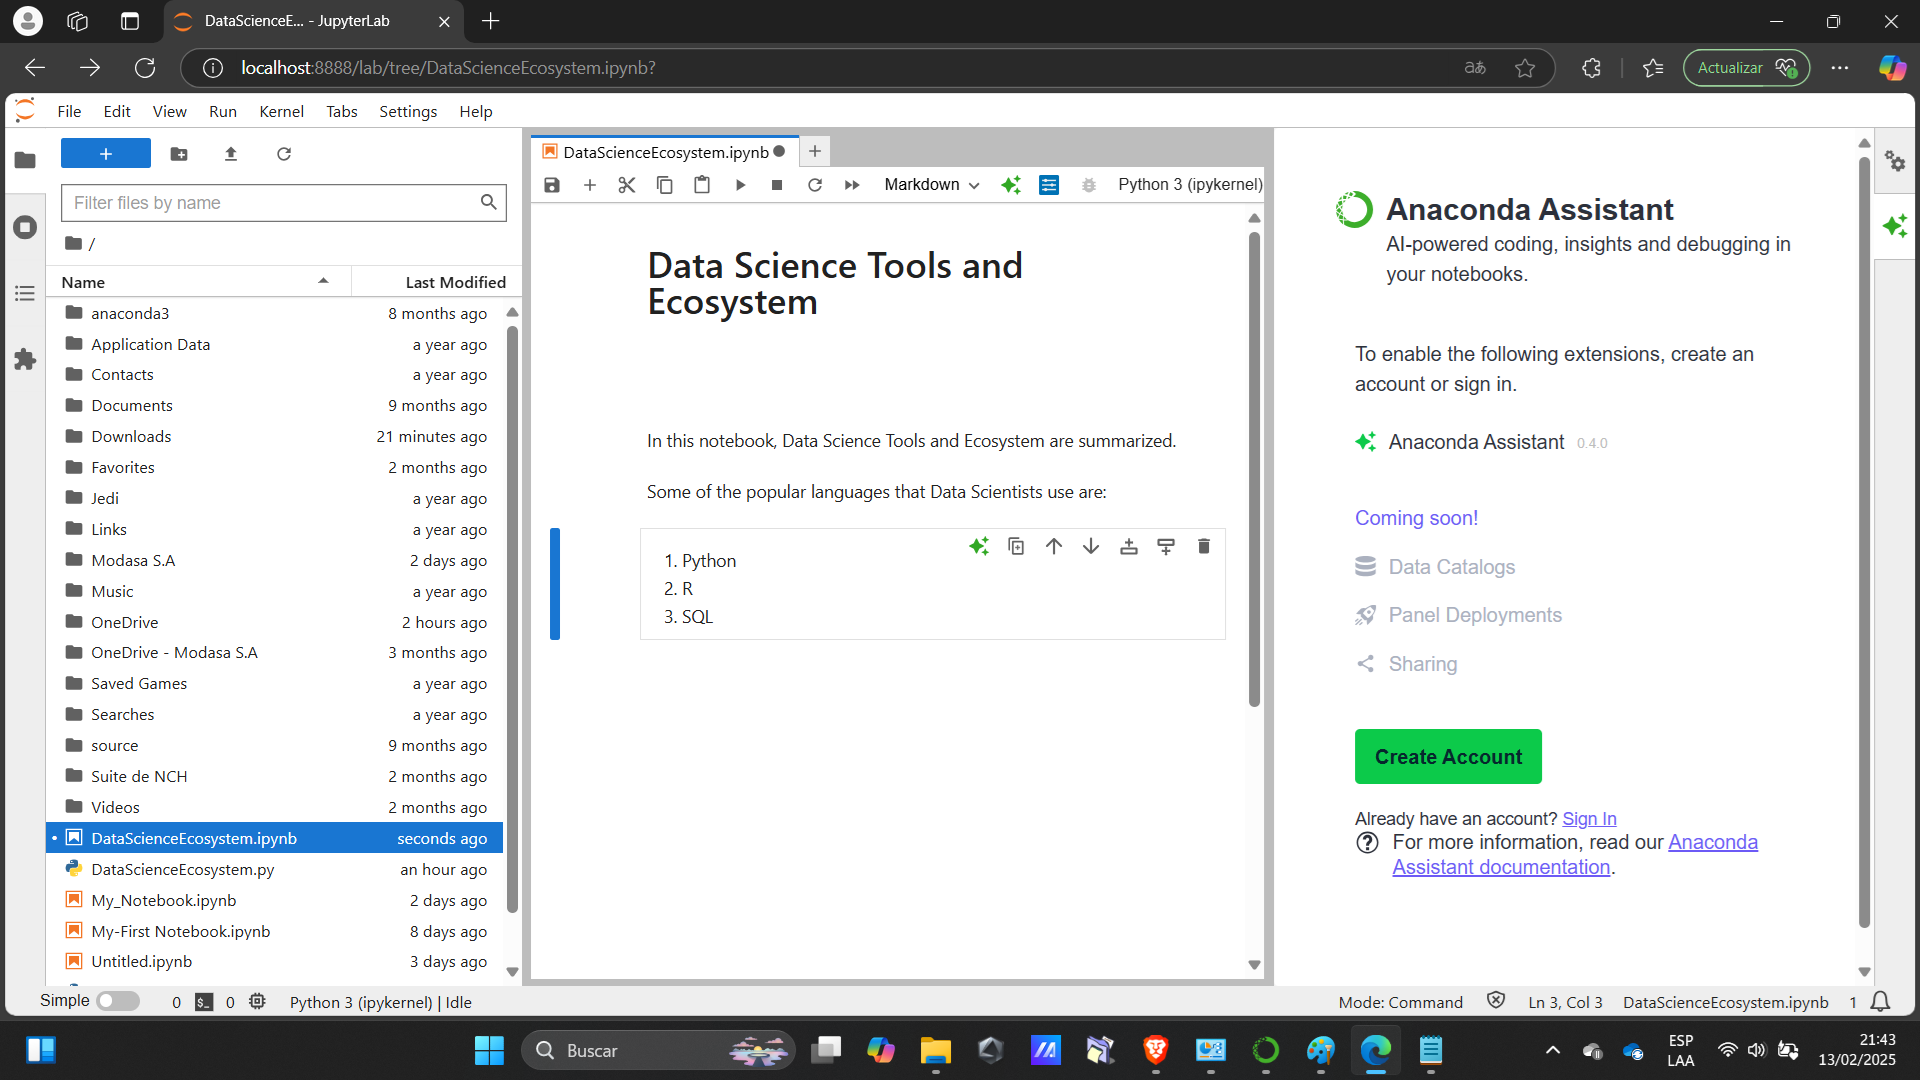 DataScienceE... - JupyterLab
localhost:8888/lab/tree/DataScienceEcosystem.ipynb?
Actualizar
File Edit View Run Kernel Tabs Settings Help
Filter files by name
/
Name Last Modified
anaconda3 8 months ago
Application Data a year ago
Contacts a year ago
Documents 9 months ago
Downloads 21 minutes ago
Favorites 2 months ago
Jedi a year ago
Links a year ago
Modasa S.A 2 days ago
Music a year ago
OneDrive 2 hours ago
OneDrive - Modasa S.A 3 months ago
Saved Games a year ago
Searches a year ago
source 9 months ago
Suite de NCH 2 months ago
Videos 2 months ago
DataScienceEcosystem.ipynb seconds ago
DataScienceEcosystem.py an hour ago
My_Notebook.ipynb 2 days ago
My-First Notebook.ipynb 8 days ago
Untitled.ipynb 3 days ago
DataScienceEcosystem.ipynb
Markdown Python 3 (ipykernel)
Data Science Tools and
Ecosystem
In this notebook, Data Science Tools and Ecosystem are summarized.
Some of the popular languages that Data Scientists use are:
1. Python
2. R
3. SQL
Anaconda Assistant
AI-powered coding, insights and debugging in
your notebooks.
To enable the following extensions, create an
account or sign in.
Anaconda Assistant 0.4.0
Coming soon!
Data Catalogs
Panel Deployments
Sharing
Create Account
Already have an account? Sign In
For more information, read our Anaconda
Assistant documentation.
Simple 0 0 Python 3 (ipykernel) | Idle
Mode: Command Ln 3, Col 3 DataScienceEcosystem.ipynb 1
Buscar
ESP
LAA
21:43
13/02/2025